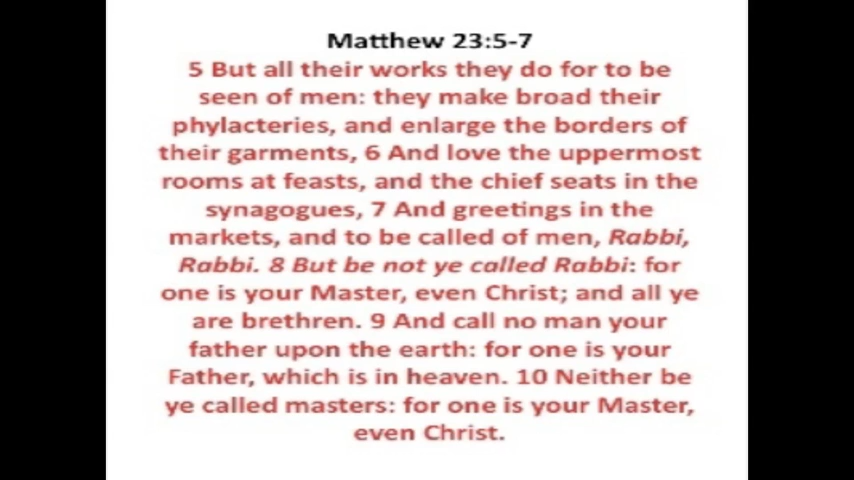 Matthew 23:5-7
5 But all their works they do for to be
seen of men: they make broad their
phylacteries, and enlarge the borders of
their garments, 6 And love the uppermost
rooms at feasts, and the chief seats in the
synagogues, 7 And greetings in the
markets, and to be called of men, Rabbi,
Rabbi. 8 But be not ye called Rabbi: for
one is your Master, even Christ; and all ye
are brethren. 9 And call no man your
father upon the earth: for one is your
Father, which is in heaven. 10 Neither be
ye called masters: for one is your Master,
even Christ.